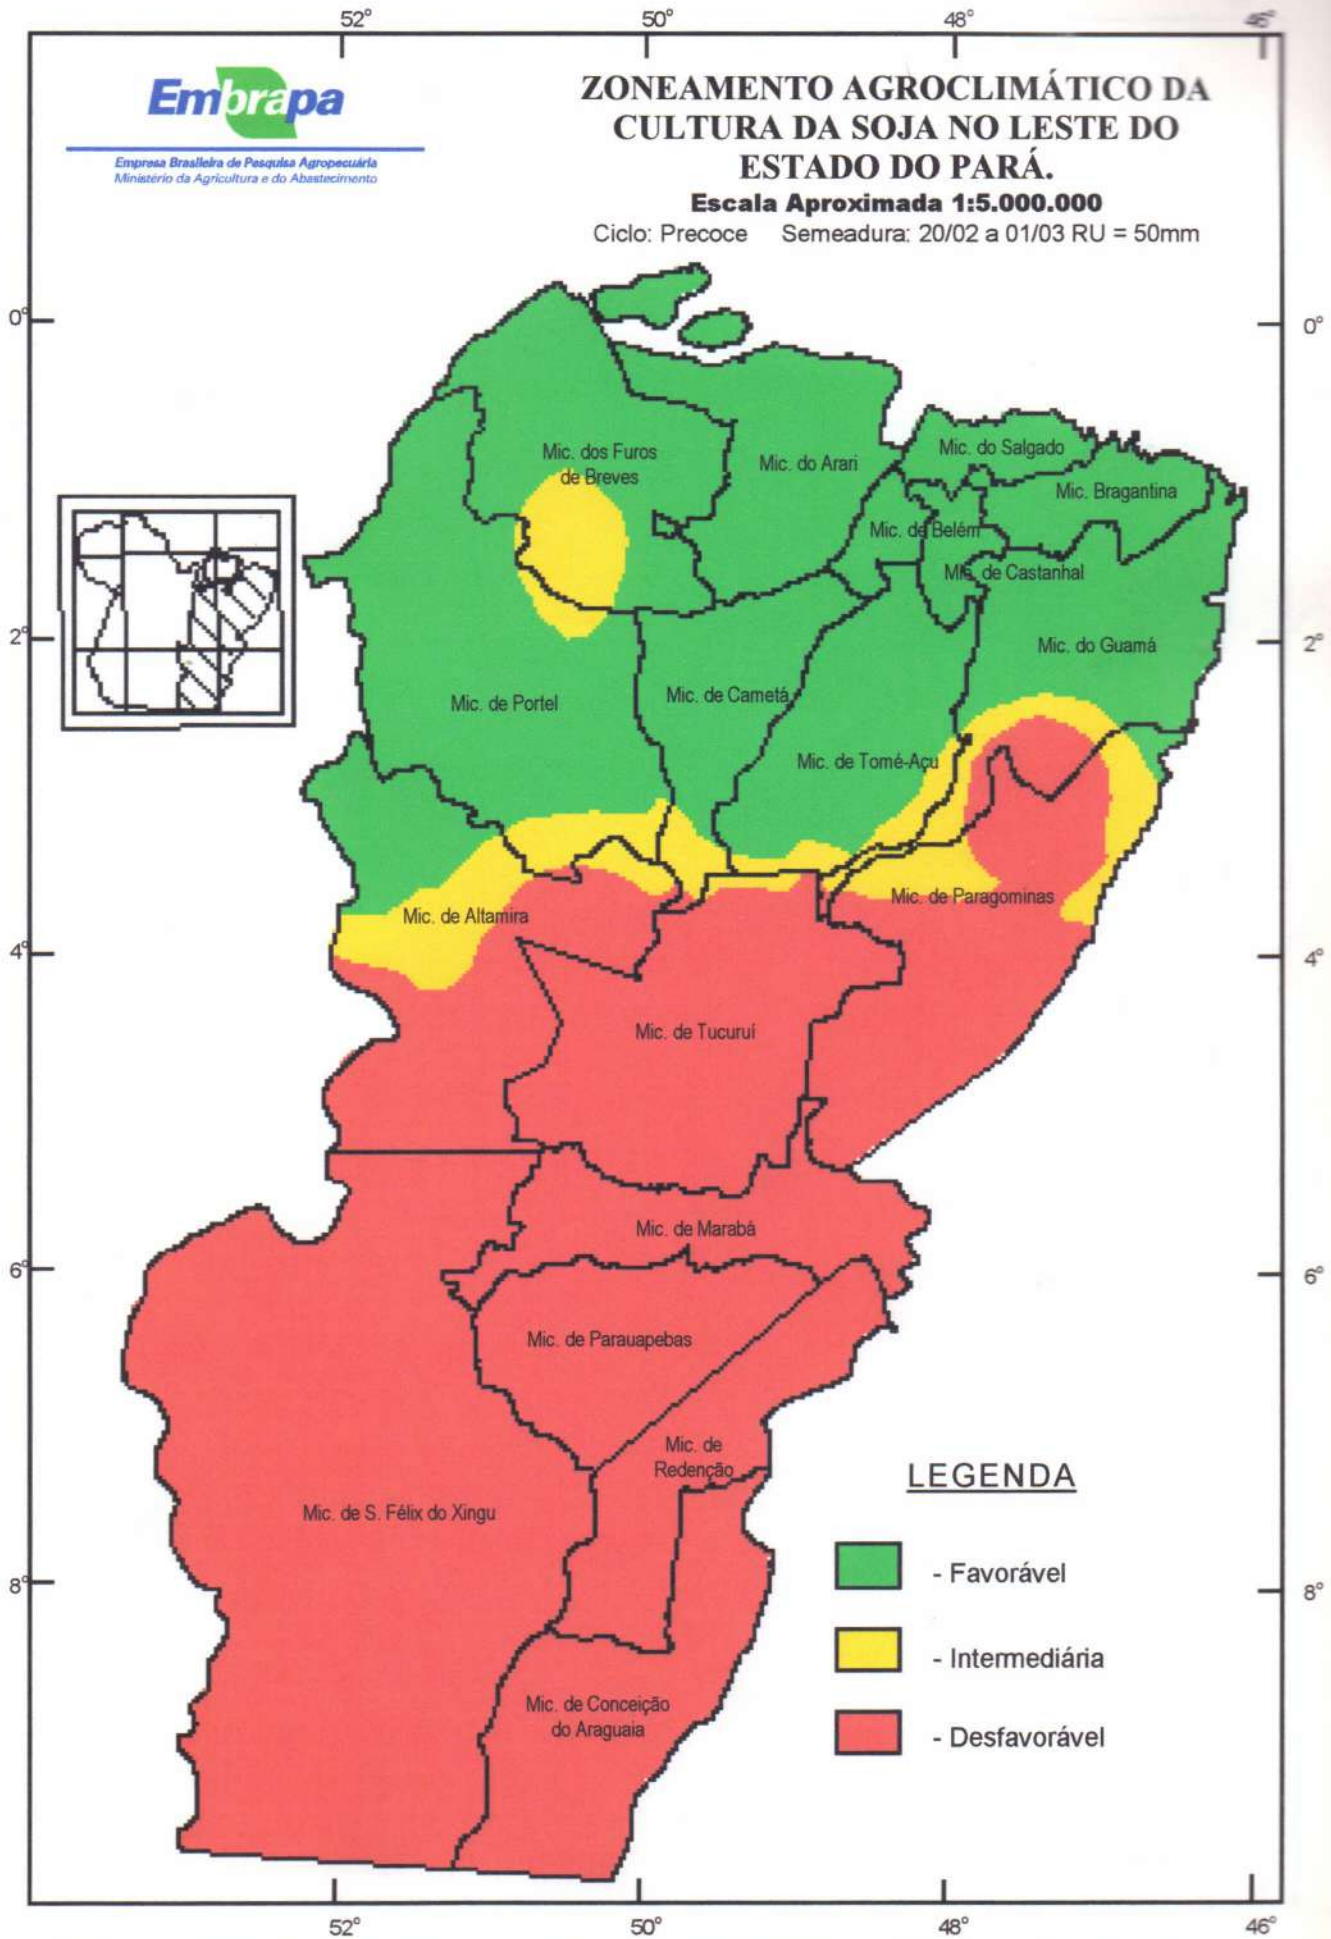 52°
50°
48°
46°
Embrapa
Empresa Brasileira de Pesquisa Agropecuária
Ministério da Agricultura e do Abastecimento
ZONEAMENTO AGROCLIMÁTICO DA
CULTURA DA SOJA NO LESTE DO
ESTADO DO PARÁ.
Escala Aproximada 1:5.000.000
Ciclo: Precoce Semeadura: 20/02 a 01/03 RU = 50mm
0°
0°
Mic. dos Furos
de Breves
Mic. do Arari
Mic. do Salgado
Mic. Bragantina
Mic. de Belém
Mic. de Castanhal
2°
2°
Mic. do Guamá
Mic. de Portel
Mic. de Cametá
Mic. de Tomé-Açu
Mic. de Paragominas
Mic. de Altamira
4°
4°
Mic. de Tucuruí
Mic. de Marabá
6°
6°
Mic. de Parauapebas
Mic. de
Redenção
Mic. de S. Félix do Xingu
LEGENDA
- Favorável
8°
8°
- Intermediária
Mic. de Conceição
do Araguaia
- Desfavorável
52°
50°
48°
46°